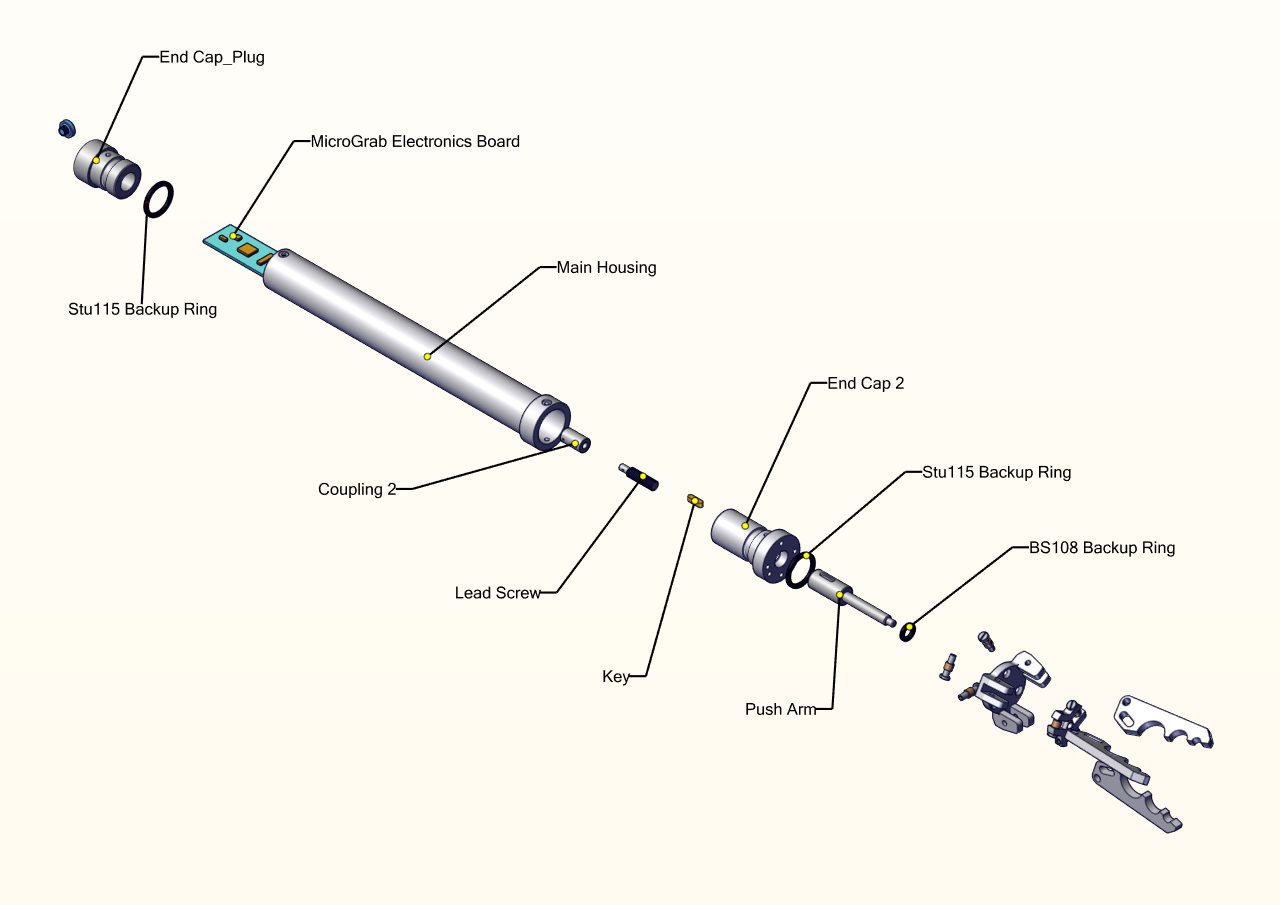 End Cap_Plug
MicroGrab Electronics Board
Main Housing
Stu115 Backup Ring
End Cap 2
Stu115 Backup Ring
Coupling 2
BS108 Backup Ring
Lead Screw
Key
Push Arm